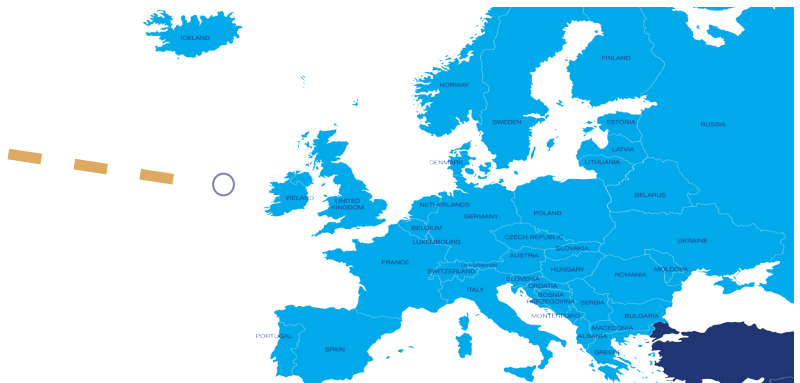 ICELAND
FINLAND
NORWAY
SWEDEN
RUSSIA
ESTONIA
LATVIA
DENMARK
LITHUANIA
BELARUS
IRELAND
UNITED
KINGDOM
NETHERLANDS
GERMANY
POLAND
BELGIUM
LUXEMBOURG
CZECH REPUBLIC
UKRAINE
SLOVAKIA
FRANCE
AUSTRIA
SWITZERLAND
HUNGARY
MOLDOVA
ROMANIA
SLOVENIA
CROATIA
ITALY
BOSNIA
HERZEGOVINA
SERBIA
MONTENEGRO
BULGARIA
MACEDONIA
PORTUGAL
ALBANIA
SPAIN
GREECE